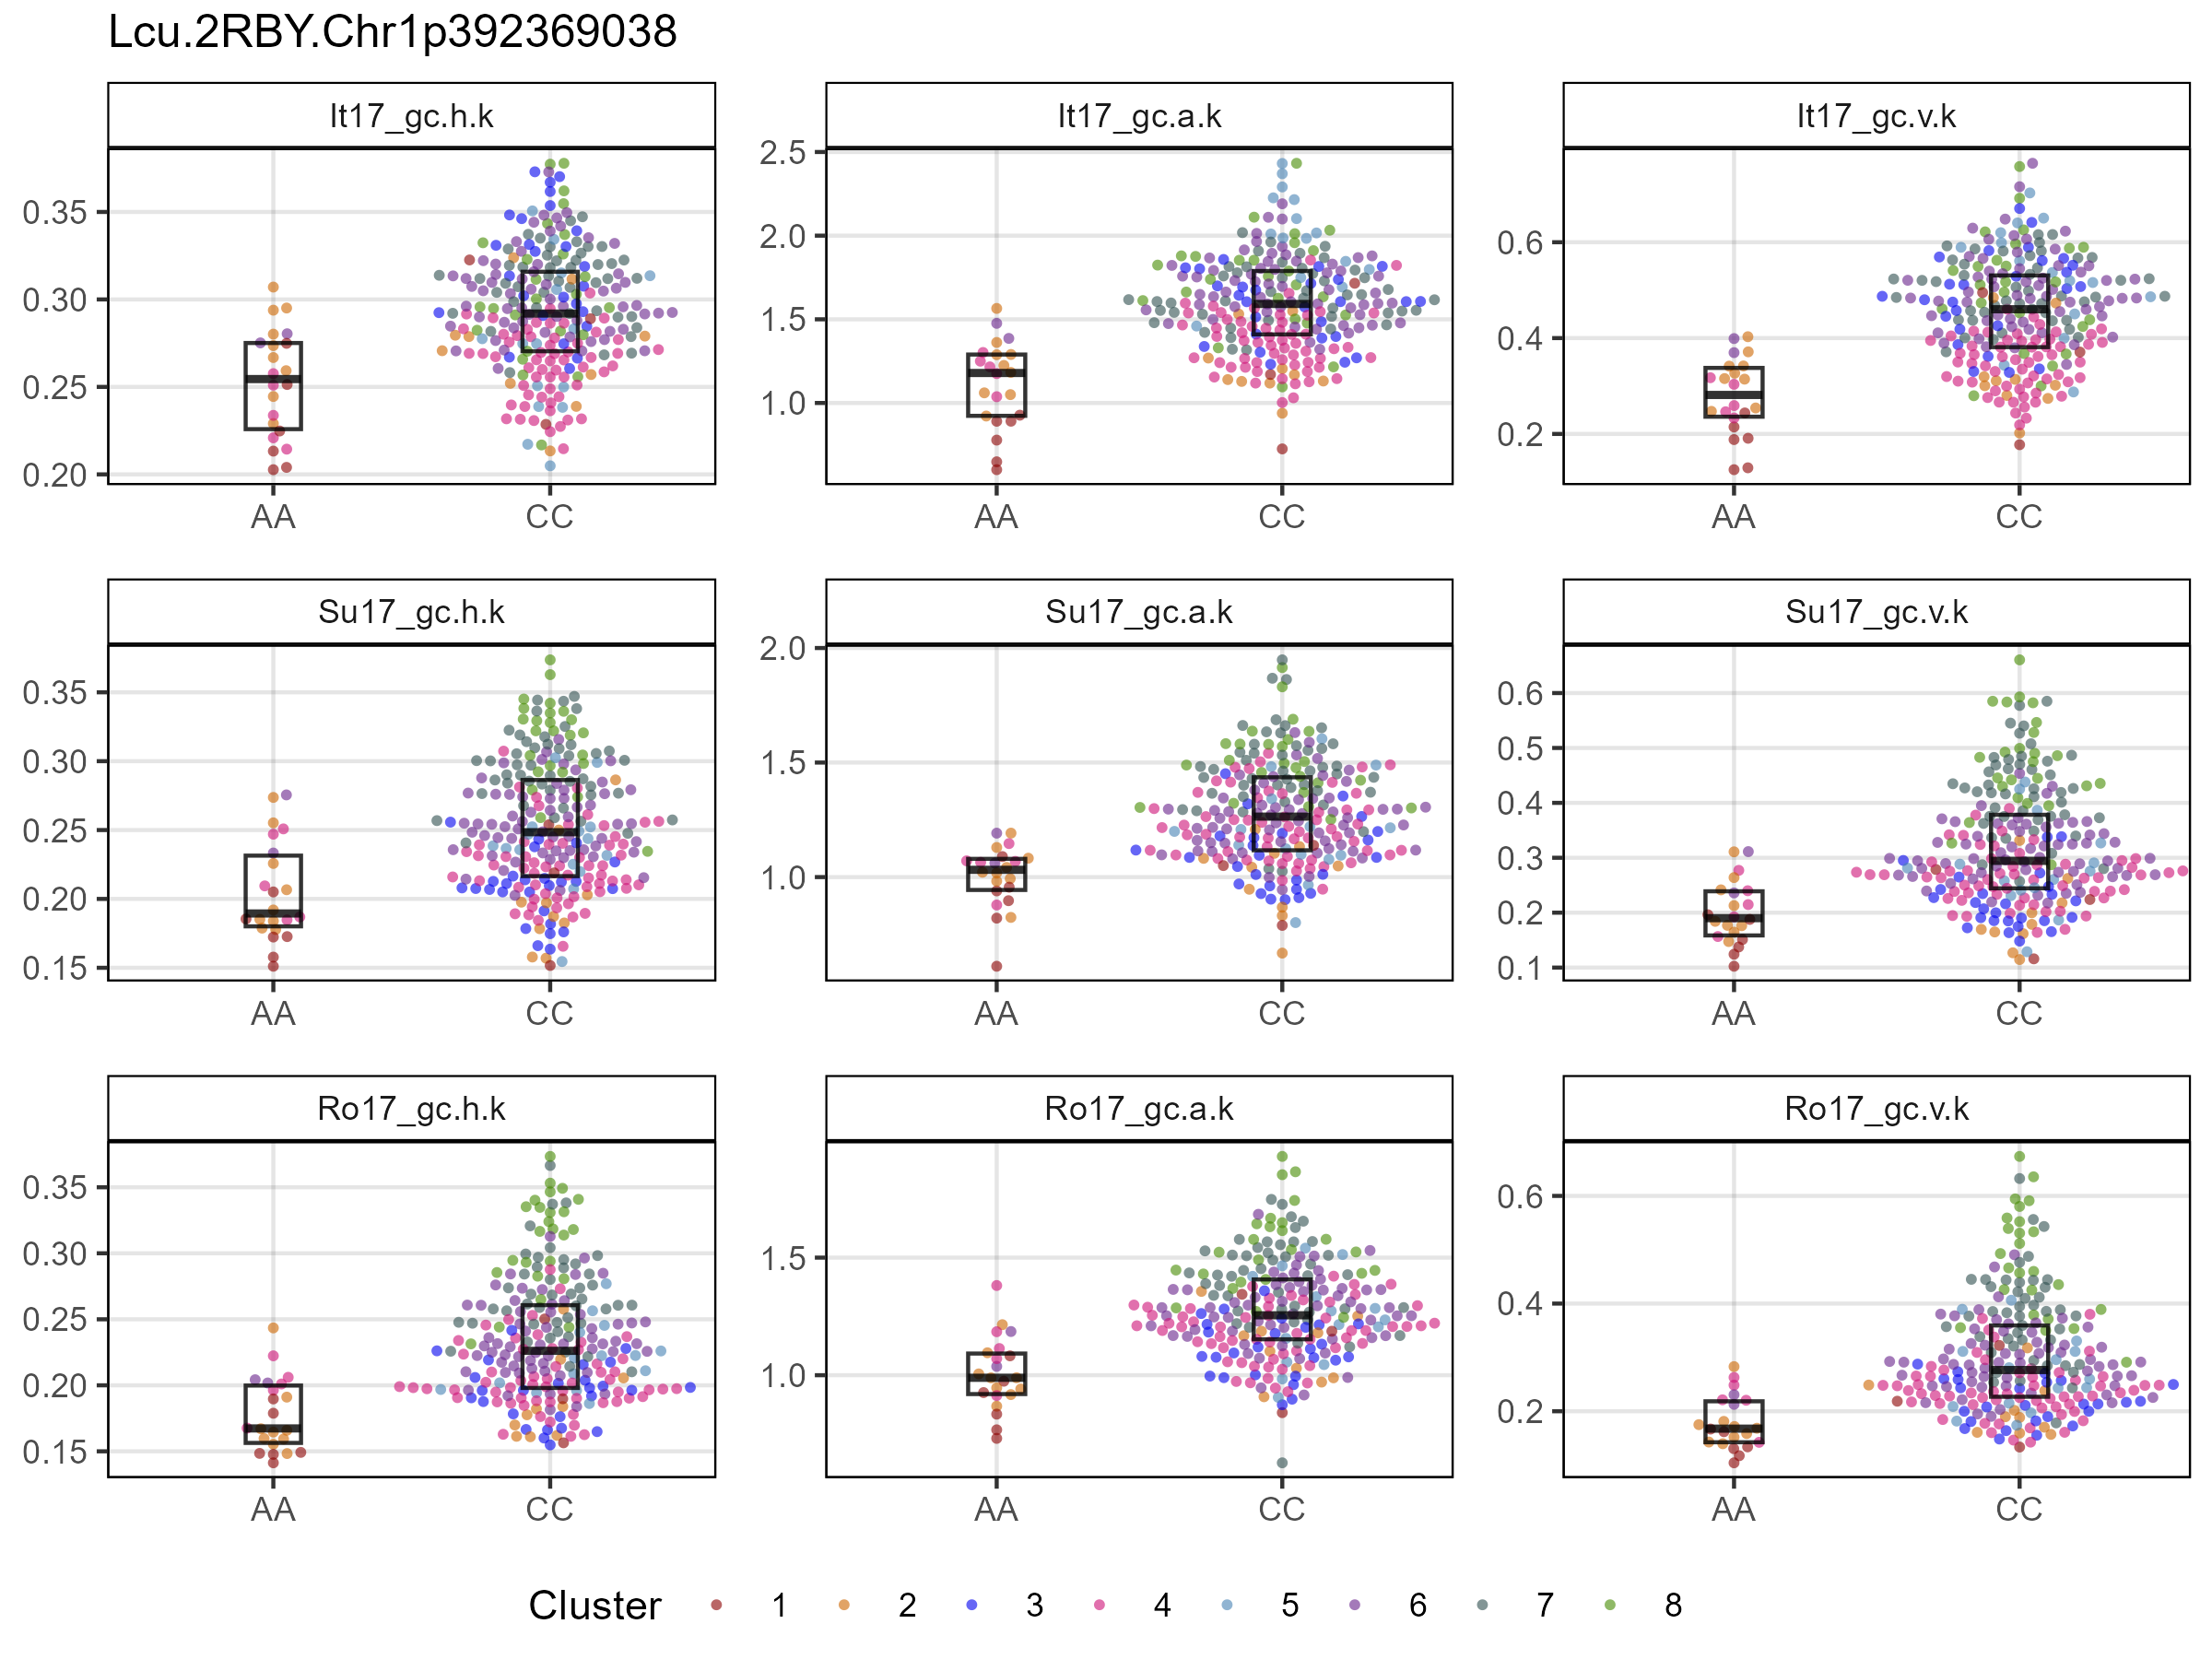 Lcu.2RBY.Chr1p392369038
It17_gc.h.k
It17_gc.a.k
It17_gc.v.k
0.35
0.30
0.25
0.20
AA
CC
2.5
2.0
1.5
1.0
AA
CC
0.6
0.4
0.2
AA
CC
Su17_gc.h.k
Su17_gc.a.k
Su17_gc.v.k
0.35
0.30
0.25
0.20
0.15
AA
CC
2.0
1.5
1.0
AA
CC
0.6
0.5
0.4
0.3
0.2
0.1
AA
CC
Ro17_gc.h.k
Ro17_gc.a.k
Ro17_gc.v.k
0.35
0.30
0.25
0.20
0.15
AA
CC
1.5
1.0
AA
CC
0.6
0.4
0.2
AA
CC
Cluster 1 2 3 4 5 6 7 8